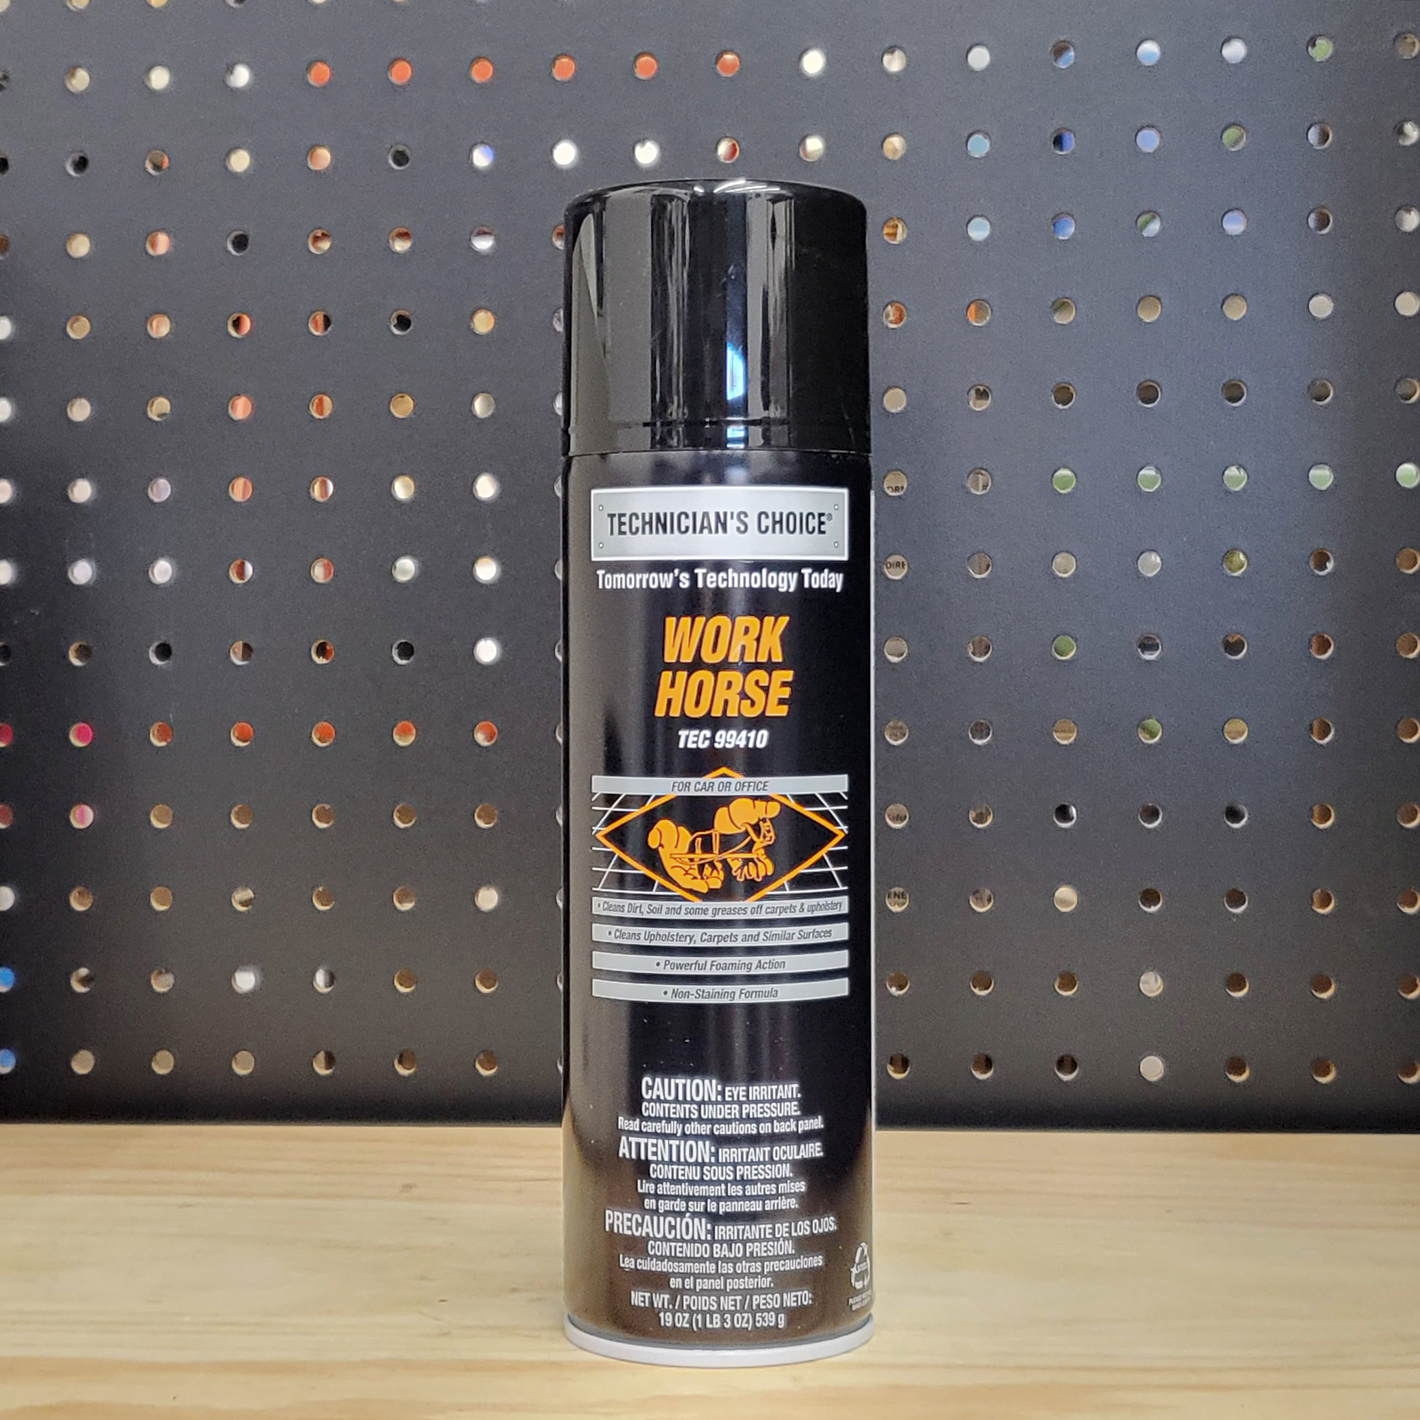 TECHNICIAN'S CHOICE®
Tomorrow's Technology Today
WORK
HORSE
TEC 99410
FOR CAR OR OFFICE
• Cleans Dirt, Soil and some greases off carpets & upholstery
• Cleans Upholstery, Carpets and Similar Surfaces
• Powerful Foaming Action
• Non-Staining Formula
CAUTION: EYE IRRITANT.
CONTENTS UNDER PRESSURE.
Read carefully other cautions on back panel.
ATTENTION: IRRITANT OCULAIRE.
CONTENU SOUS PRESSION.
Lire attentivement les autres mises
en garde sur le panneau arrière.
PRECAUCIÓN: IRRITANTE DE LOS OJOS.
CONTENIDO BAJO PRESIÓN.
Lea cuidadosamente las otras precauciones
en el panel posterior.
NET WT. / POIDS NET / PESO NETO:
19 OZ (1 LB 3 OZ) 539 g